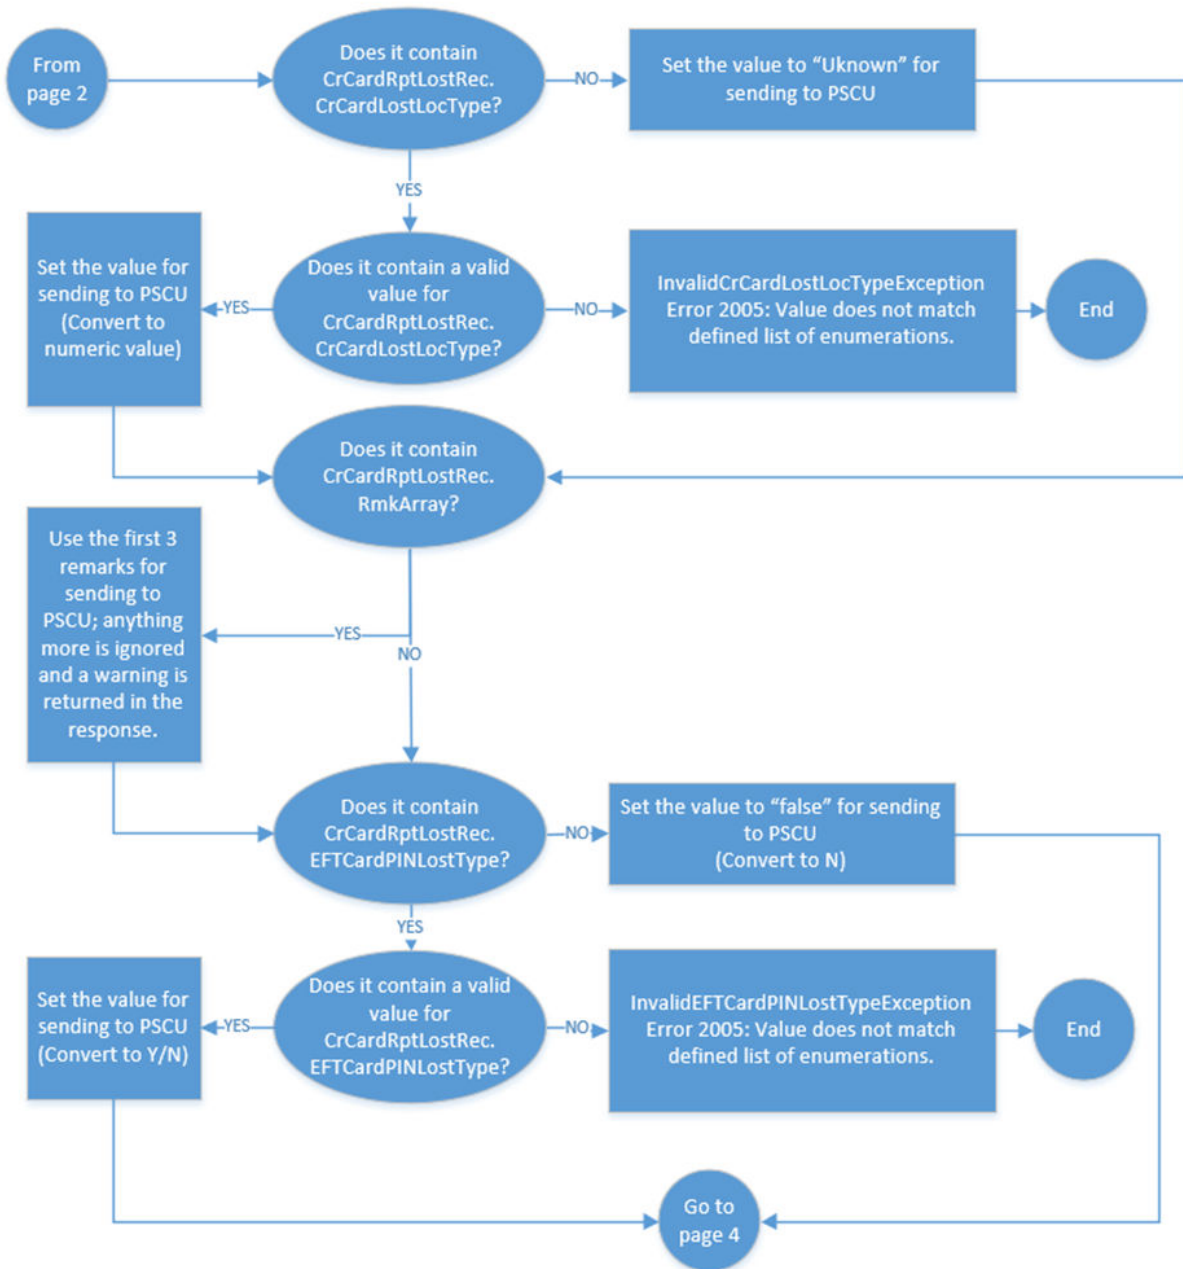 From
page 2
Does it contain
CrCardRptLostRec.
CrCardLostLocType?
NO
Set the value to “Uknown” for
sending to PSCU
YES
Set the value for
sending to PSCU
(Convert to
numeric value)
YES
Does it contain a valid
value for
CrCardRptLostRec.
CrCardLostLocType?
NO
InvalidCrCardLostLocTypeException
Error 2005: Value does not match
defined list of enumerations.
End
Does it contain
CrCardRptLostRec.
RmkArray?
Use the first 3
remarks for
sending to
PSCU; anything
more is ignored
and a warning is
returned in the
response.
YES
NO
Does it contain
CrCardRptLostRec.
EFTCardPINLostType?
NO
Set the value to “false” for sending
to PSCU
(Convert to N)
YES
Set the value for
sending to PSCU
(Convert to Y/N)
YES
Does it contain a valid
value for
CrCardRptLostRec.
EFTCardPINLostType?
NO
InvalidEFTCardPINLostTypeException
Error 2005: Value does not match
defined list of enumerations.
End
Go to
page 4